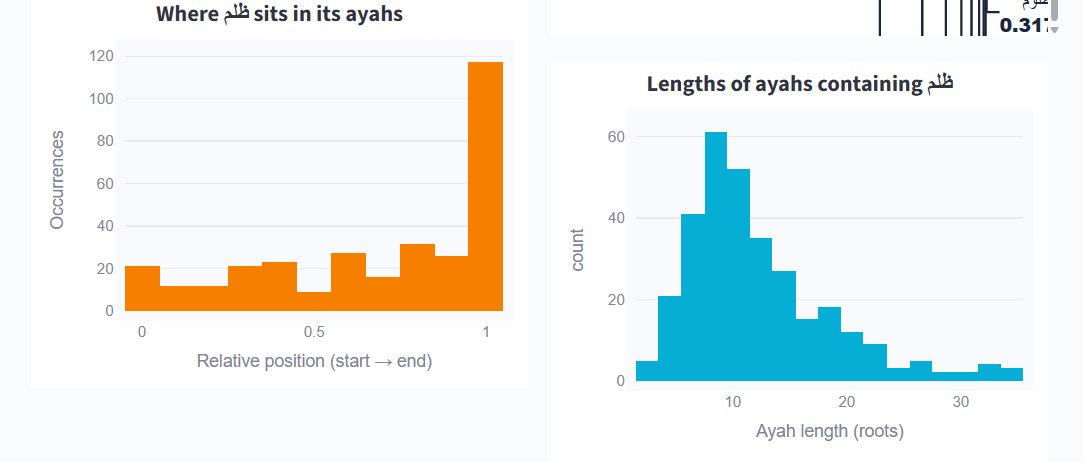 Where ظلم sits in its ayahs
120
100
80
60
40
20
0
Occurrences
0 0.5 1
Relative position (start → end)
0.317
Lengths of ayahs containing ظلم
60
40
20
0
count
10 20 30
Ayah length (roots)